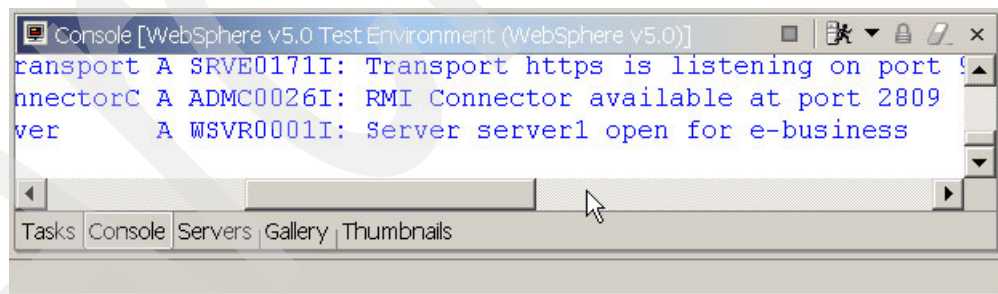 Console [WebSphere v5.0 Test Environment (WebSphere v5.0)]
ransport A SRVE0171I: Transport https is listening on port
nnectorC A ADMC0026I: RMI Connector available at port 2809
ver A WSVR0001I: Server server1 open for e-business
Tasks Console Servers Gallery Thumbnails